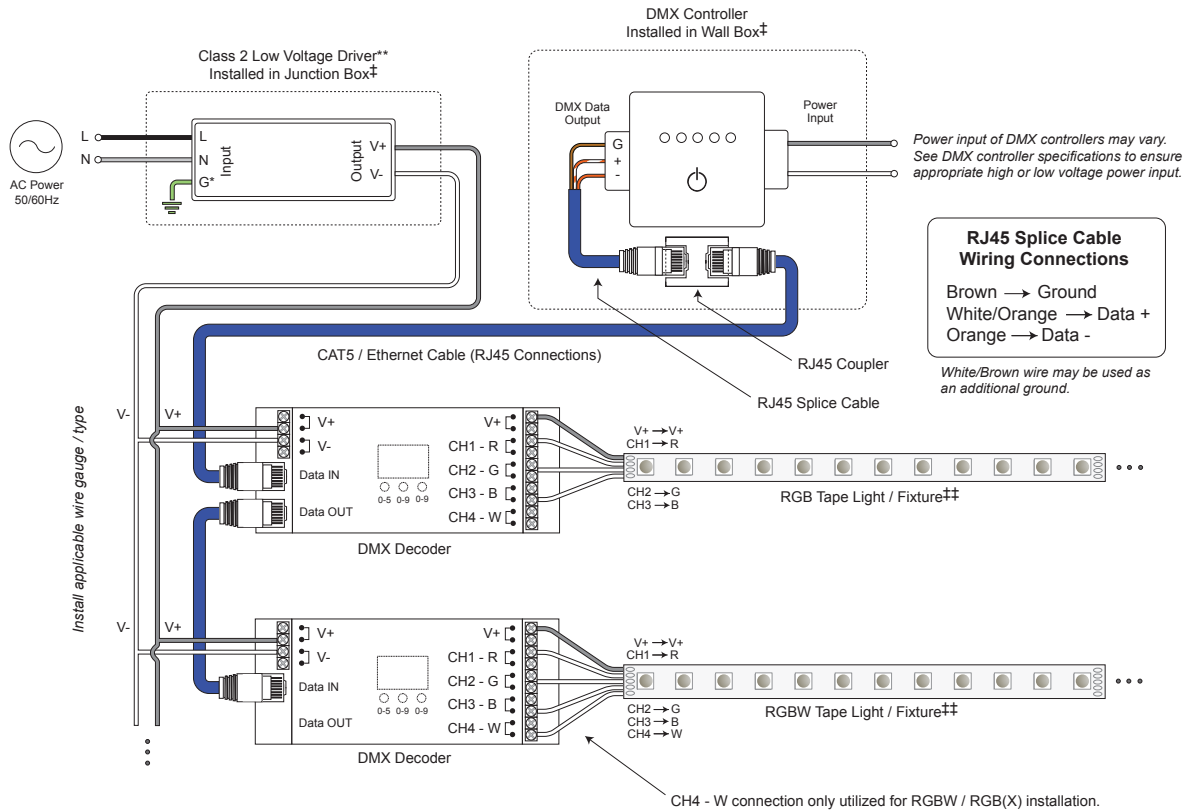 DMX Controller
Installed in Wall Box‡
Class 2 Low Voltage Driver**
Installed in Junction Box‡
DMX Data
Output
Power
Input
L
N
AC Power
50/60Hz
L
N
G*
Input
Output
V+
V-
G
+
-
Power input of DMX controllers may vary.
See DMX controller specifications to ensure
appropriate high or low voltage power input.
RJ45 Splice Cable
Wiring Connections
Brown → Ground
White/Orange → Data +
Orange → Data -
White/Brown wire may be used as
an additional ground.
CAT5 / Ethernet Cable (RJ45 Connections)
RJ45 Coupler
RJ45 Splice Cable
Install applicable wire gauge / type
V-
V+
V+
V-
Data IN
Data OUT
0-5 0-9 0-9
V+
CH1 - R
CH2 - G
CH3 - B
CH4 - W
DMX Decoder
V+ → V+
CH1 → R
CH2 → G
CH3 → B
RGB Tape Light / Fixture‡‡
V-
V+
V+
V-
Data IN
Data OUT
0-5 0-9 0-9
V+
CH1 - R
CH2 - G
CH3 - B
CH4 - W
DMX Decoder
V+ → V+
CH1 → R
CH2 → G
CH3 → B
CH4 → W
RGBW Tape Light / Fixture‡‡
CH4 - W connection only utilized for RGBW / RGB(X) installation.